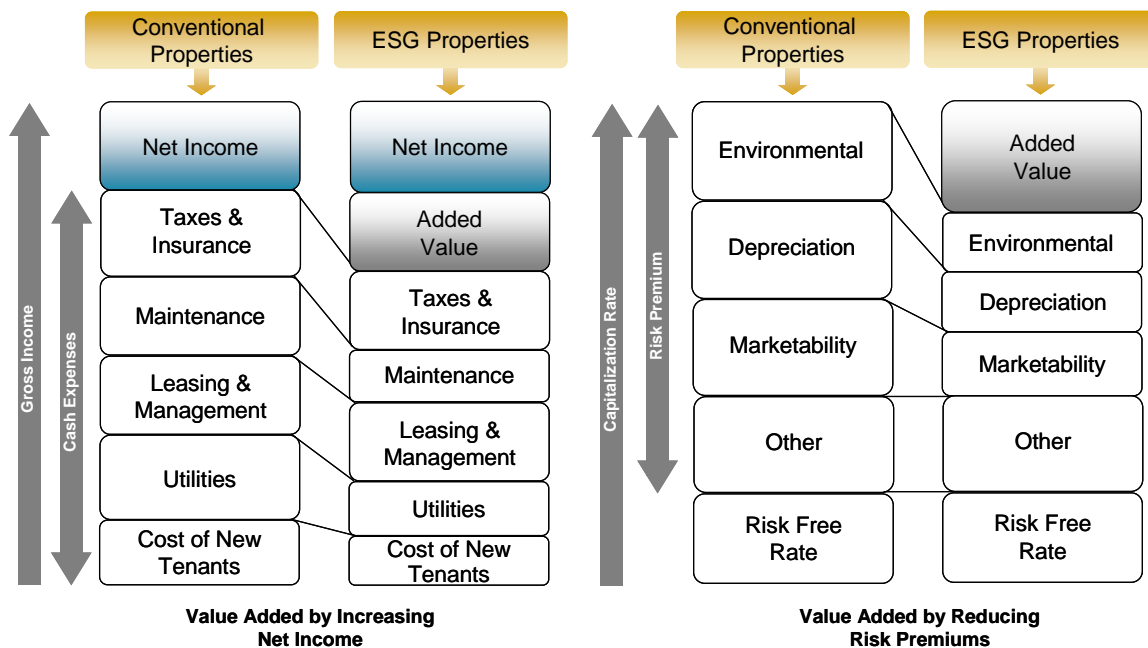 Conventional
Properties
ESG Properties
Gross Income
Cash Expenses
Net Income
Taxes &
Insurance
Maintenance
Leasing &
Management
Utilities
Cost of New
Tenants
Net Income
Added
Value
Taxes &
Insurance
Maintenance
Leasing &
Management
Utilities
Cost of New
Tenants
Value Added by Increasing
Net Income
Conventional
Properties
ESG Properties
Capitalization Rate
Risk Premium
Environmental
Depreciation
Marketability
Other
Risk Free
Rate
Added
Value
Environmental
Depreciation
Marketability
Other
Risk Free
Rate
Value Added by Reducing
Risk Premiums